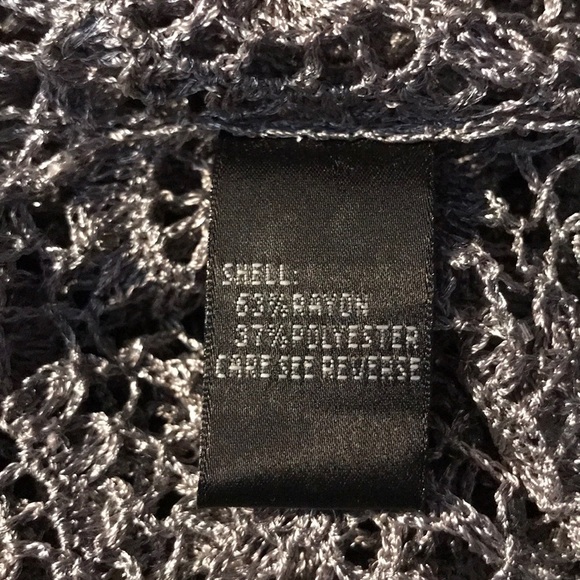 SHELL:
63% RAYON
37% POLYESTER
CARE SEE REVERSE